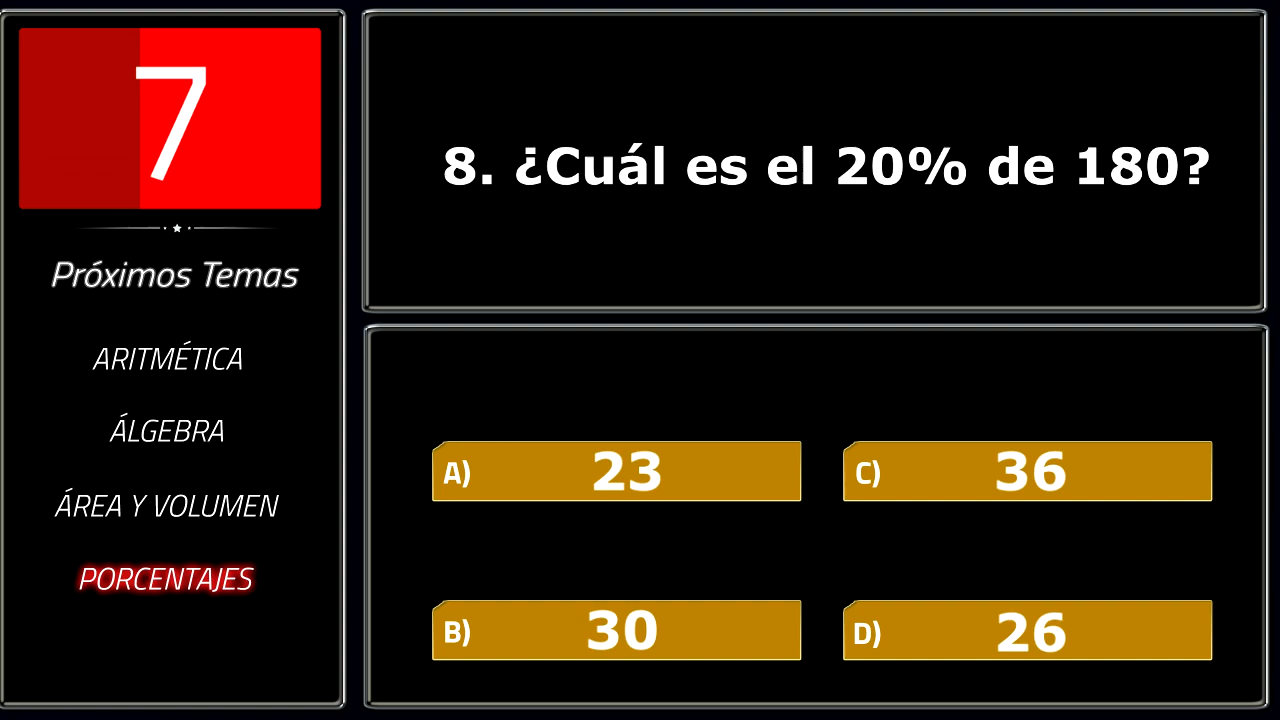 7
Próximos Temas
ARITMÉTICA
ÁLGEBRA
ÁREA Y VOLUMEN
PORCENTAJES
8. ¿Cuál es el 20% de 180?
A) 23
C) 36
B) 30
D) 26